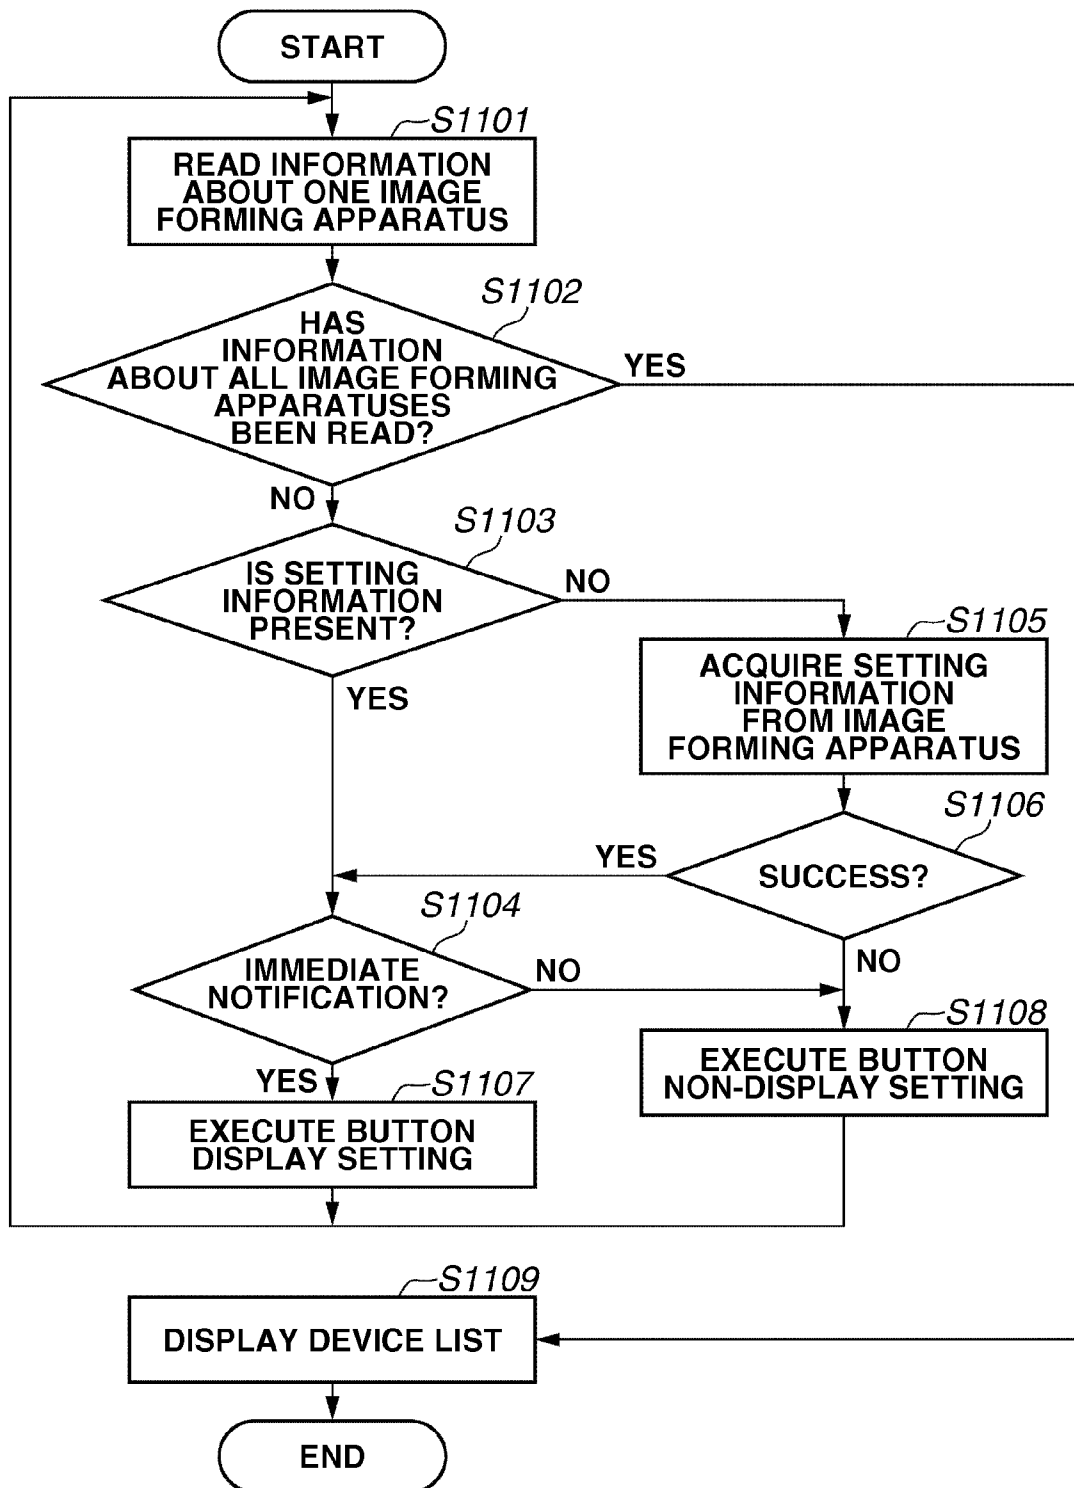 START
S1101
READ INFORMATION
ABOUT ONE IMAGE
FORMING APPARATUS
S1102
HAS
INFORMATION
ABOUT ALL IMAGE FORMING
APPARATUSES
BEEN READ?
YES
NO
S1103
IS SETTING
INFORMATION
PRESENT?
NO
YES
S1105
ACQUIRE SETTING
INFORMATION
FROM IMAGE
FORMING APPARATUS
S1106
SUCCESS?
YES
NO
S1104
IMMEDIATE
NOTIFICATION?
NO
YES
S1108
EXECUTE BUTTON
NON-DISPLAY SETTING
S1107
EXECUTE BUTTON
DISPLAY SETTING
S1109
DISPLAY DEVICE LIST
END